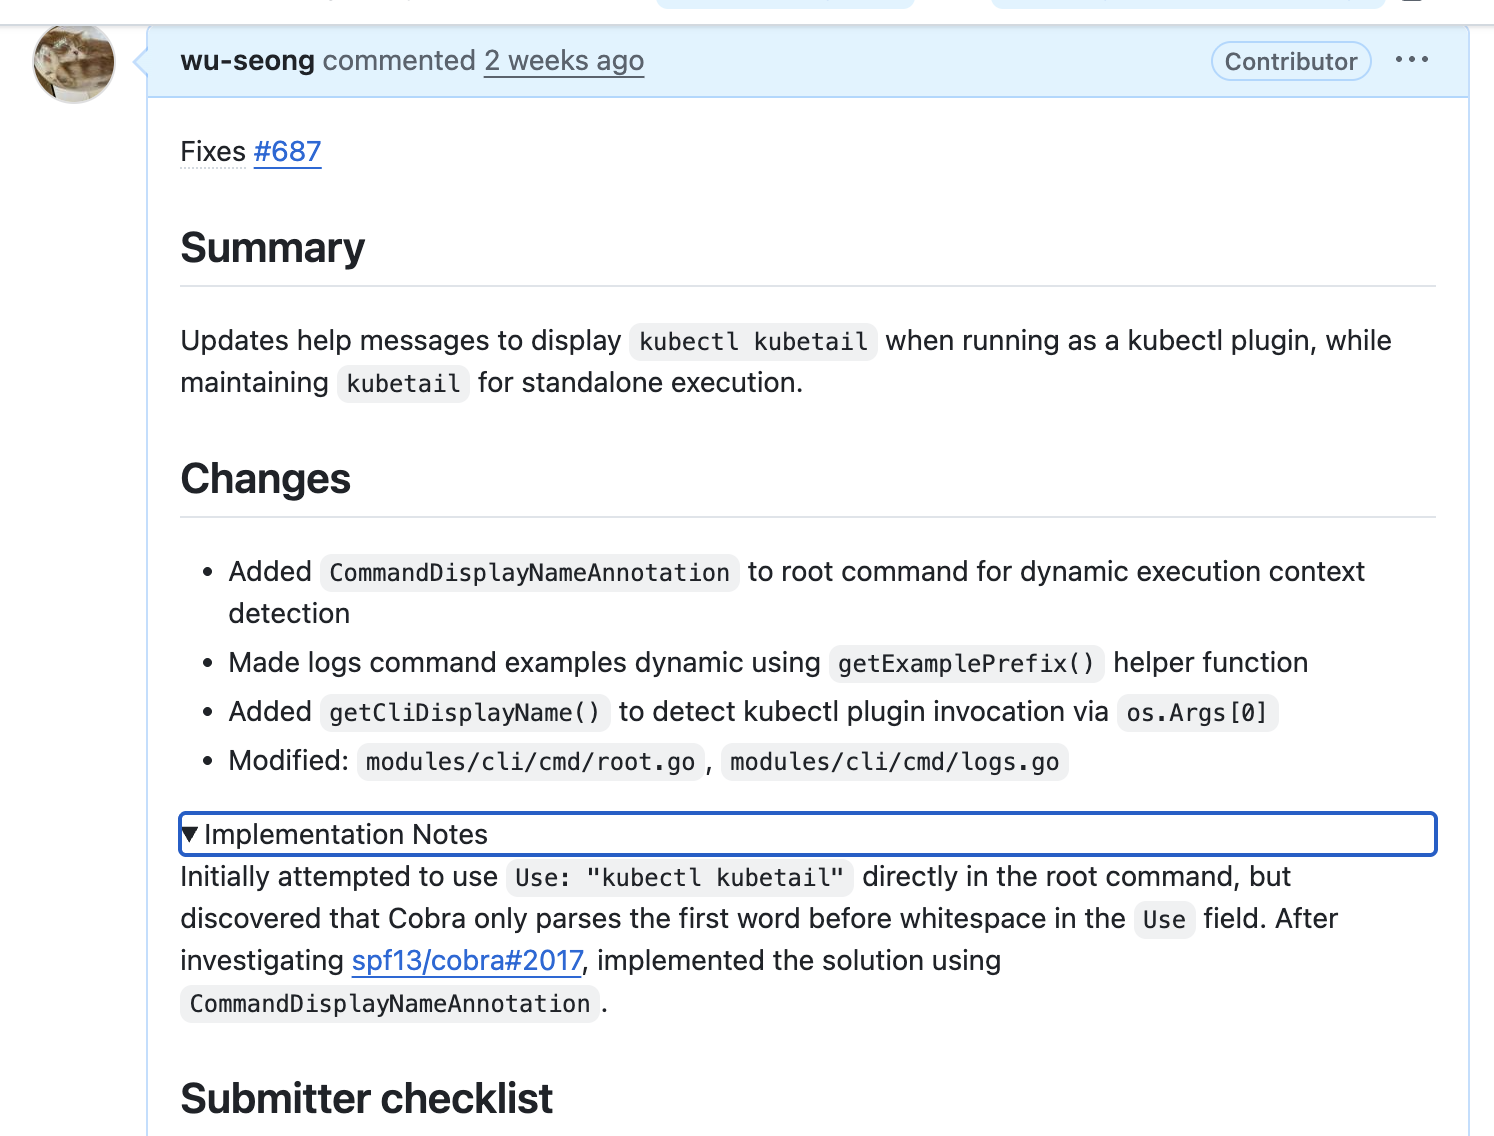 wu-seong commented 2 weeks ago
Contributor
Fixes #687
Summary
Updates help messages to display kubectl kubetail when running as a kubectl plugin, while
maintaining kubetail for standalone execution.
Changes
• Added CommandDisplayNameAnnotation to root command for dynamic execution context
detection
• Made logs command examples dynamic using getExamplePrefix() helper function
• Added getCliDisplayName() to detect kubectl plugin invocation via os.Args[0]
• Modified: modules/cli/cmd/root.go, modules/cli/cmd/logs.go
▼ Implementation Notes
Initially attempted to use Use: "kubectl kubetail" directly in the root command, but
discovered that Cobra only parses the first word before whitespace in the Use field. After
investigating spf13/cobra#2017, implemented the solution using
CommandDisplayNameAnnotation.
Submitter checklist